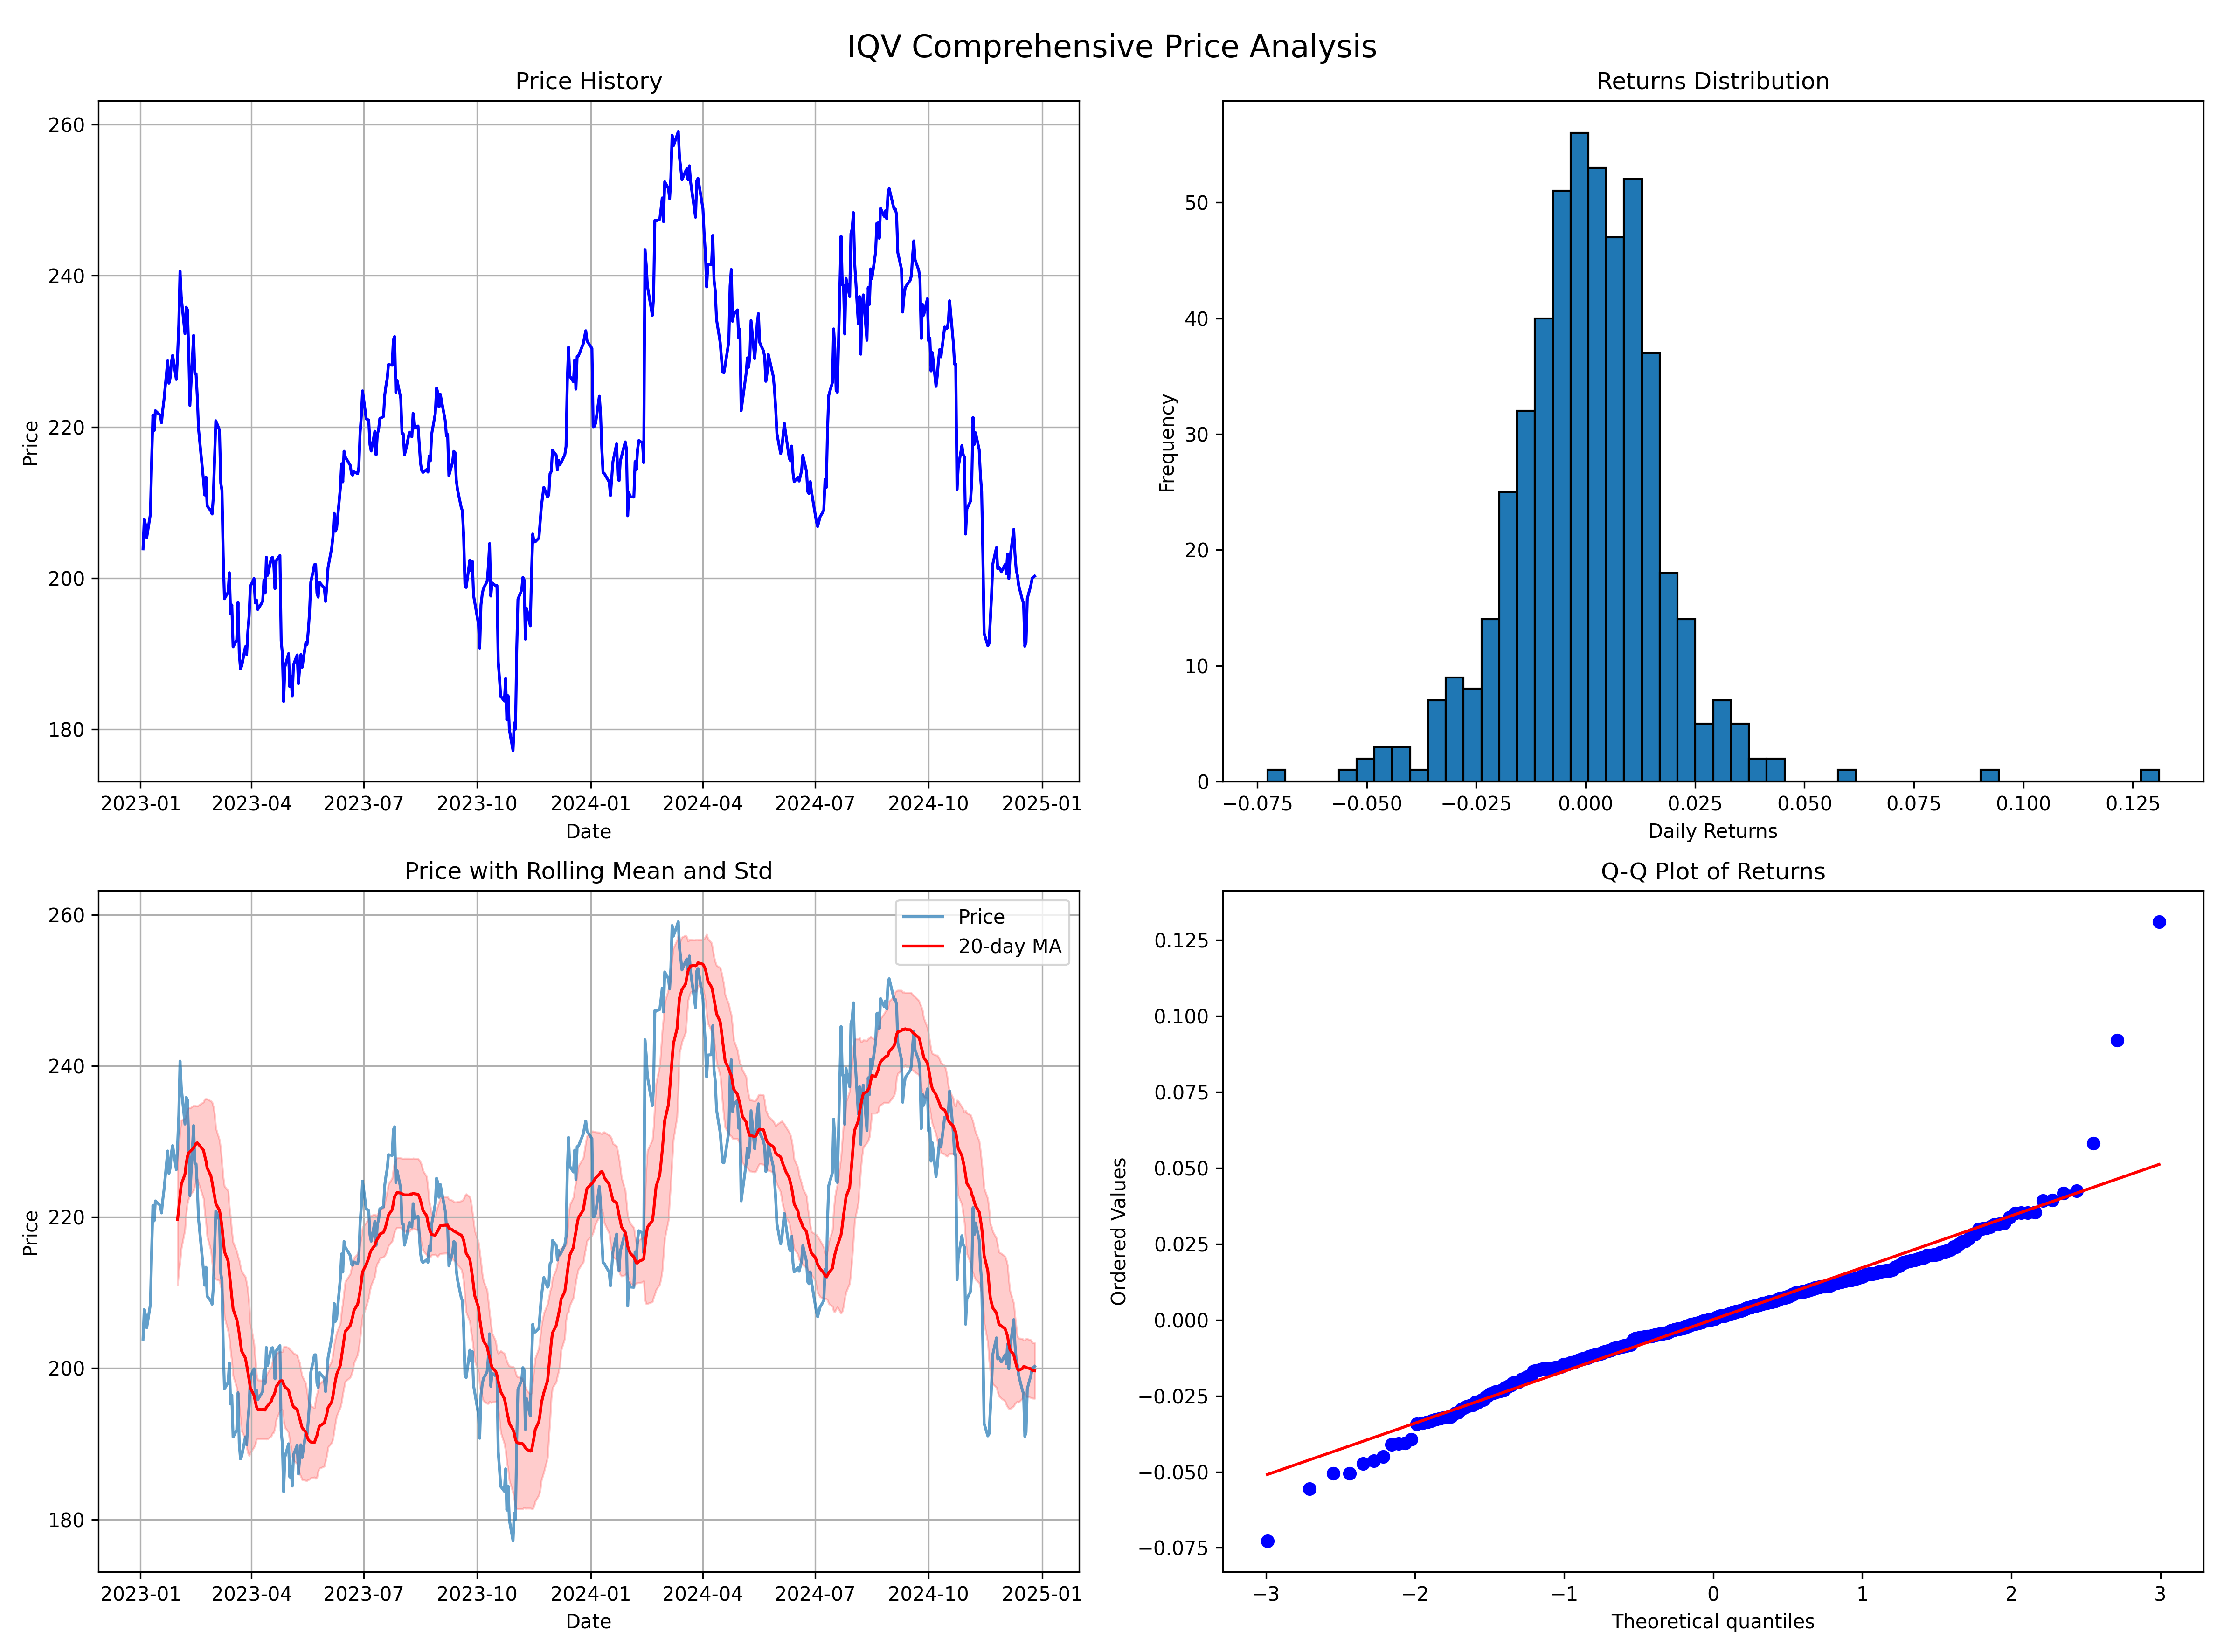 IQV Comprehensive Price Analysis
Price History
260
240
220
200
180
Price
2023-01 2023-04 2023-07 2023-10 2024-01 2024-04 2024-07 2024-10 2025-01
Date
Returns Distribution
50
40
30
20
10
0
Frequency
−0.075 −0.050 −0.025 0.000 0.025 0.050 0.075 0.100 0.125
Daily Returns
Price with Rolling Mean and Std
Price
20-day MA
260
240
220
200
180
Price
2023-01 2023-04 2023-07 2023-10 2024-01 2024-04 2024-07 2024-10 2025-01
Date
Q-Q Plot of Returns
0.125
0.100
0.075
0.050
0.025
0.000
−0.025
−0.050
−0.075
Ordered Values
−3 −2 −1 0 1 2 3
Theoretical quantiles